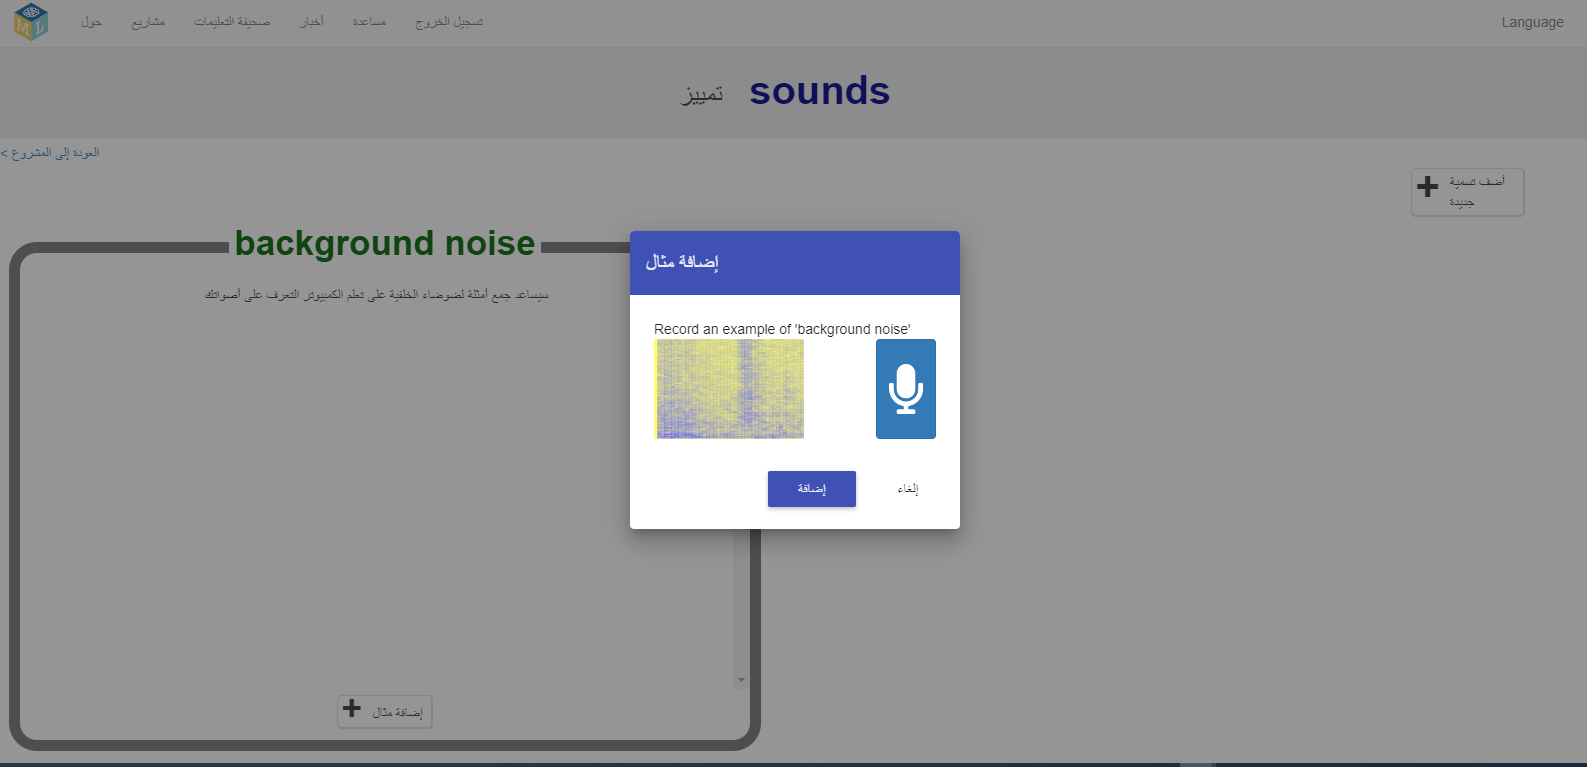 حول مشاريع صحيفة التعليمات أخبار مساعدة تسجيل الخروج Language
تمييز sounds
العودة إلى المشروع >
أضف تسمية
جديدة
background noise
سيساعد جمع أمثلة لضوضاء الخلفية على تعلم الكمبيوتر التعرف على أصواتك
إضافة مثال
Record an example of 'background noise'
إضافة إلغاء
إضافة مثال